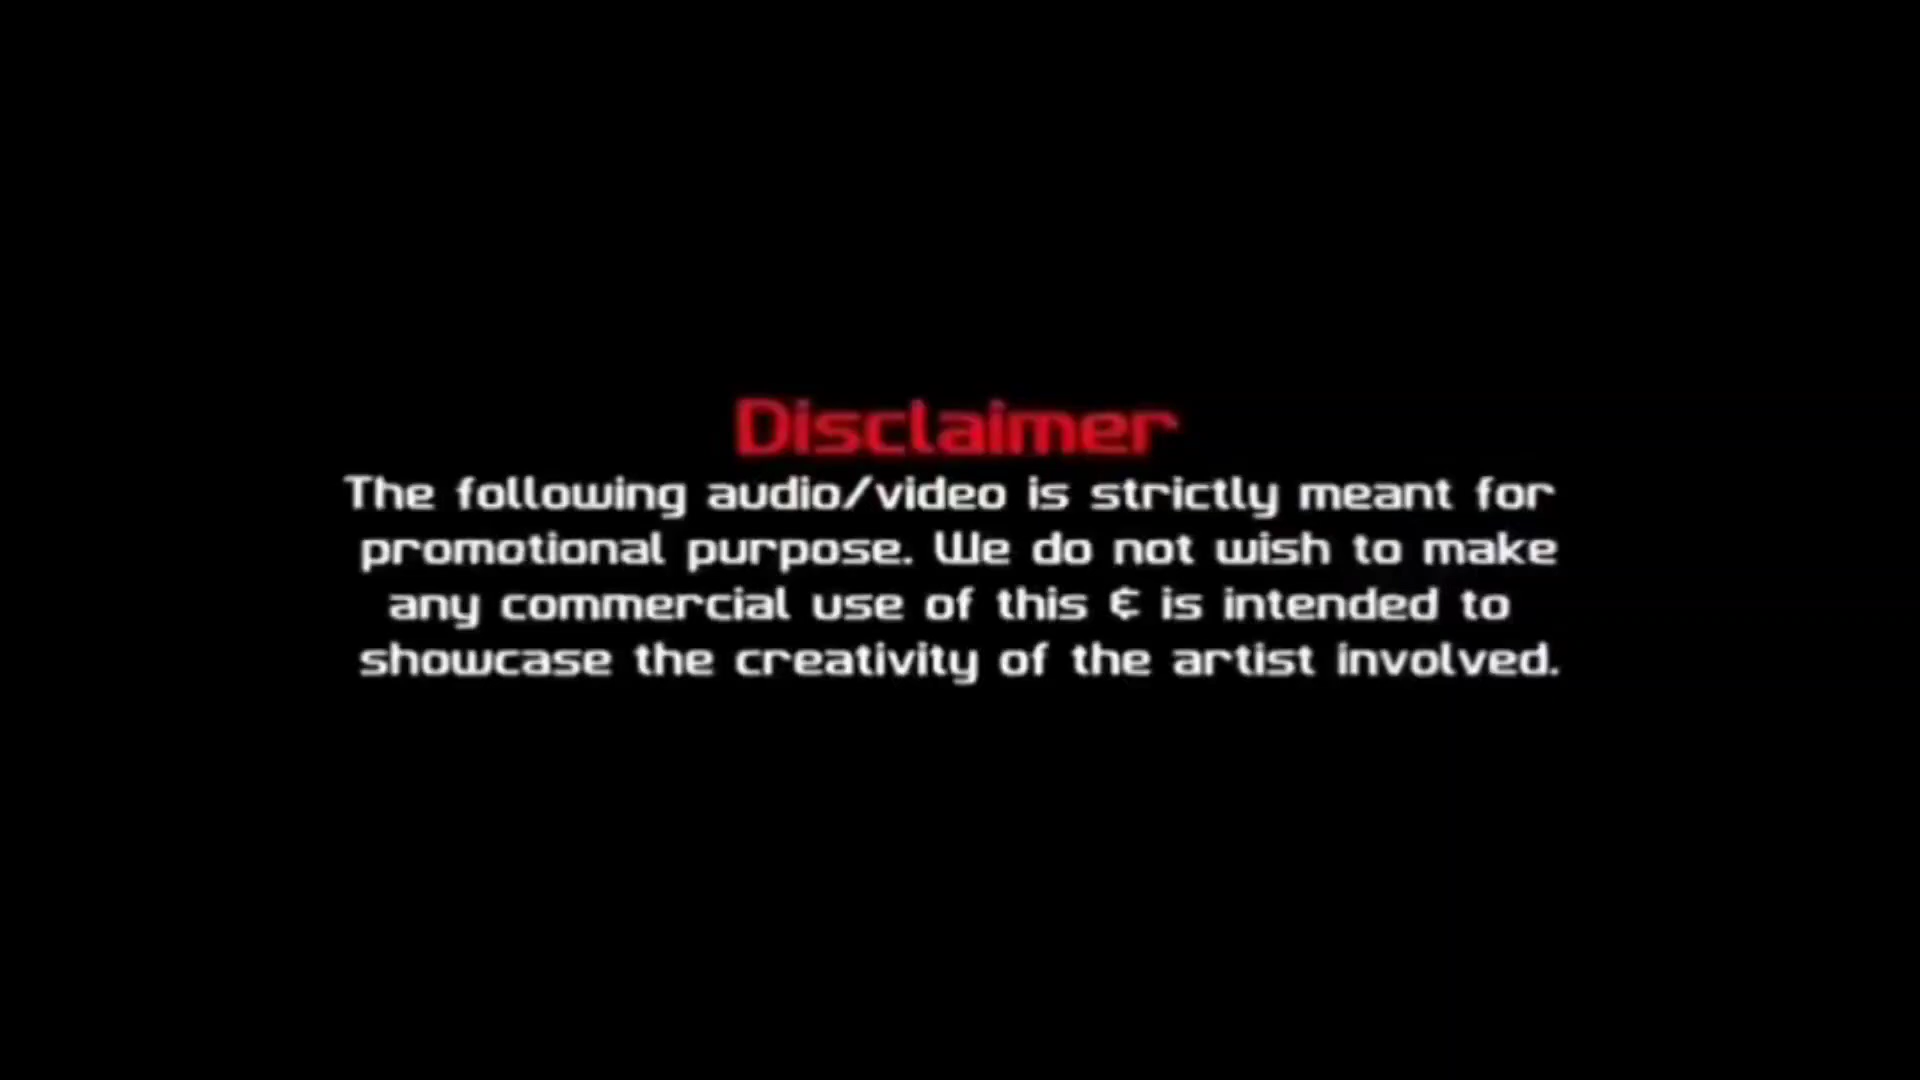 Disclaimer
The following audio/video is strictly meant for
promotional purpose. We do not wish to make
any commercial use of this & is intended to
showcase the creativity of the artist involved.